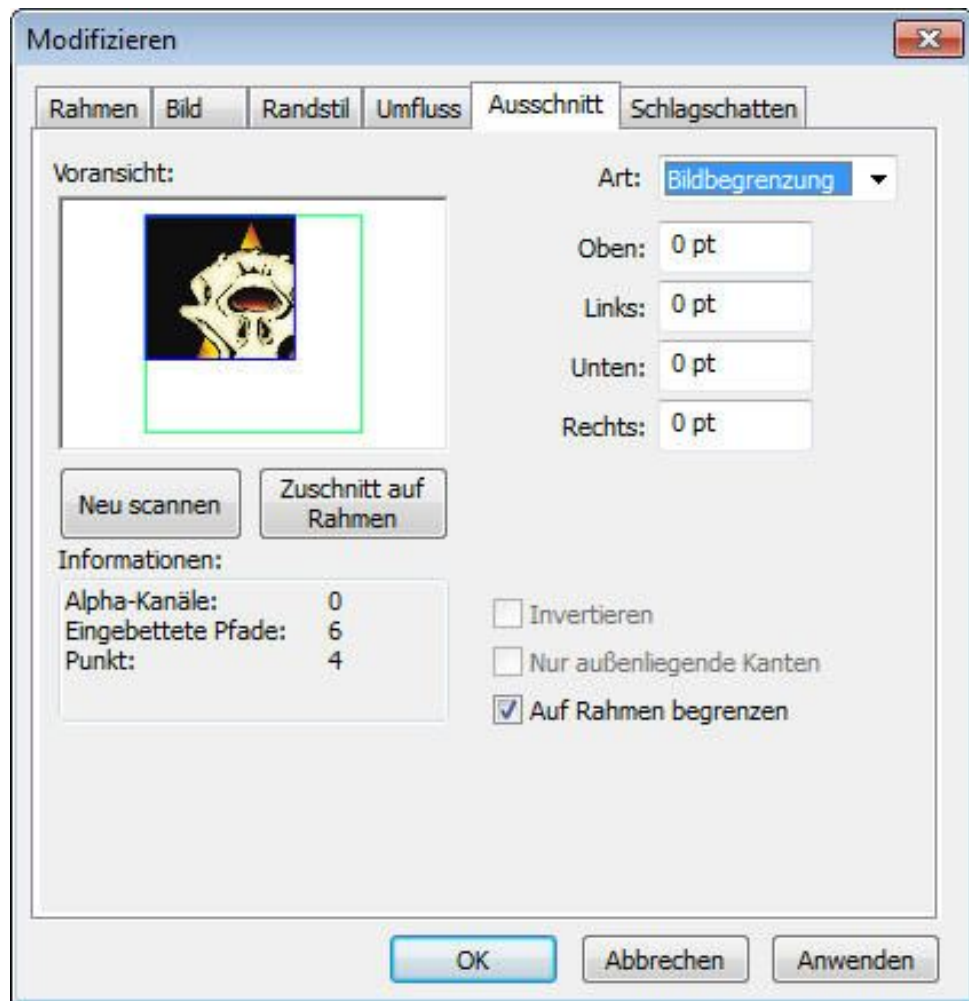 Modifizieren
Rahmen Bild Randstil Umfluss Ausschnitt Schlagschatten
Voransicht:
Art: Bildbegrenzung
Oben: 0 pt
Links: 0 pt
Unten: 0 pt
Rechts: 0 pt
Neu scannen
Zuschnitt auf
Rahmen
Informationen:
Alpha-Kanäle: 0
Eingebettete Pfade: 6
Punkt: 4
Invertieren
Nur außenliegende Kanten
Auf Rahmen begrenzen
OK Abbrechen Anwenden